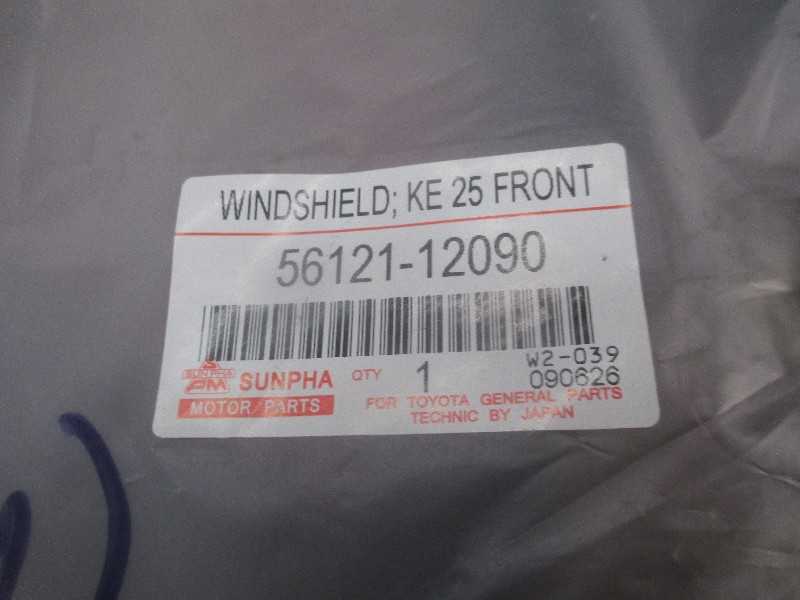 WINDSHIELD; KE 25 FRONT
56121-12090
W2-039
SUNPHA QTY 1 090626
MOTOR PARTS FOR TOYOTA GENERAL PARTS
TECHNIC BY JAPAN